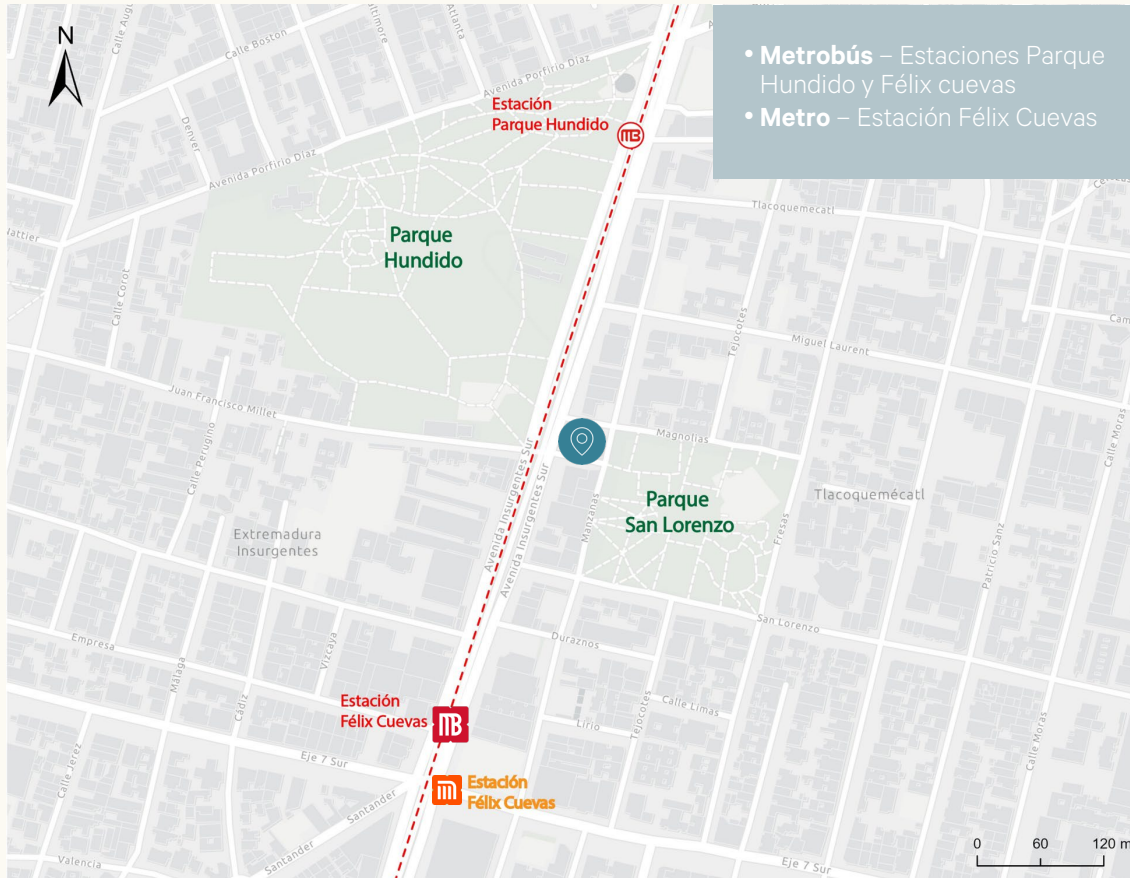 N
• Metrobús – Estaciones Parque
Hundido y Félix cuevas
• Metro – Estación Félix Cuevas
Calle Boston
Atlanta
Avenida Porfirio Díaz
Denver
Avenida Porfirio Díaz
Estación
Parque Hundido
MB
Tlacoquemecatl
Parque
Hundido
Calle Corot
Tejocotes
Miguel Laurent
Juan Francisco Millet
Calle Perugino
Magnolias
Calle Moras
Avenida Insurgentes Sur
Avenida Insurgentes Sur
Manzanas
Parque
San Lorenzo
Fresas
Tlacoquemécatl
Extremadura
Insurgentes
Patricio Sanz
San Lorenzo
Duraznos
Empresa
Málaga
Vizcaya
Cádiz
Estación
Félix Cuevas
MB
Lirio
Tejocotes
Calle Limas
Calle Moras
Calle Jerez
Eje 7 Sur
Santander
Estación
Félix Cuevas
Santander
Valencia
Eje 7 Sur
0 60 120 m